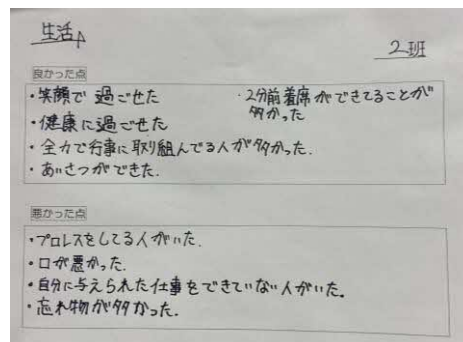 生活
2班
良かった点
・笑顔で過ごせた
・2分前着席ができてることが
多かった
・健康に過ごせた
・全力で行事に取り組んでる人が多かった.
・あいさつができた.
悪かった点
・プロレスをしてる人がいた.
・口が悪かった.
・自分に与えられた仕事をできていない人がいた。
・忘れ物が多かった.